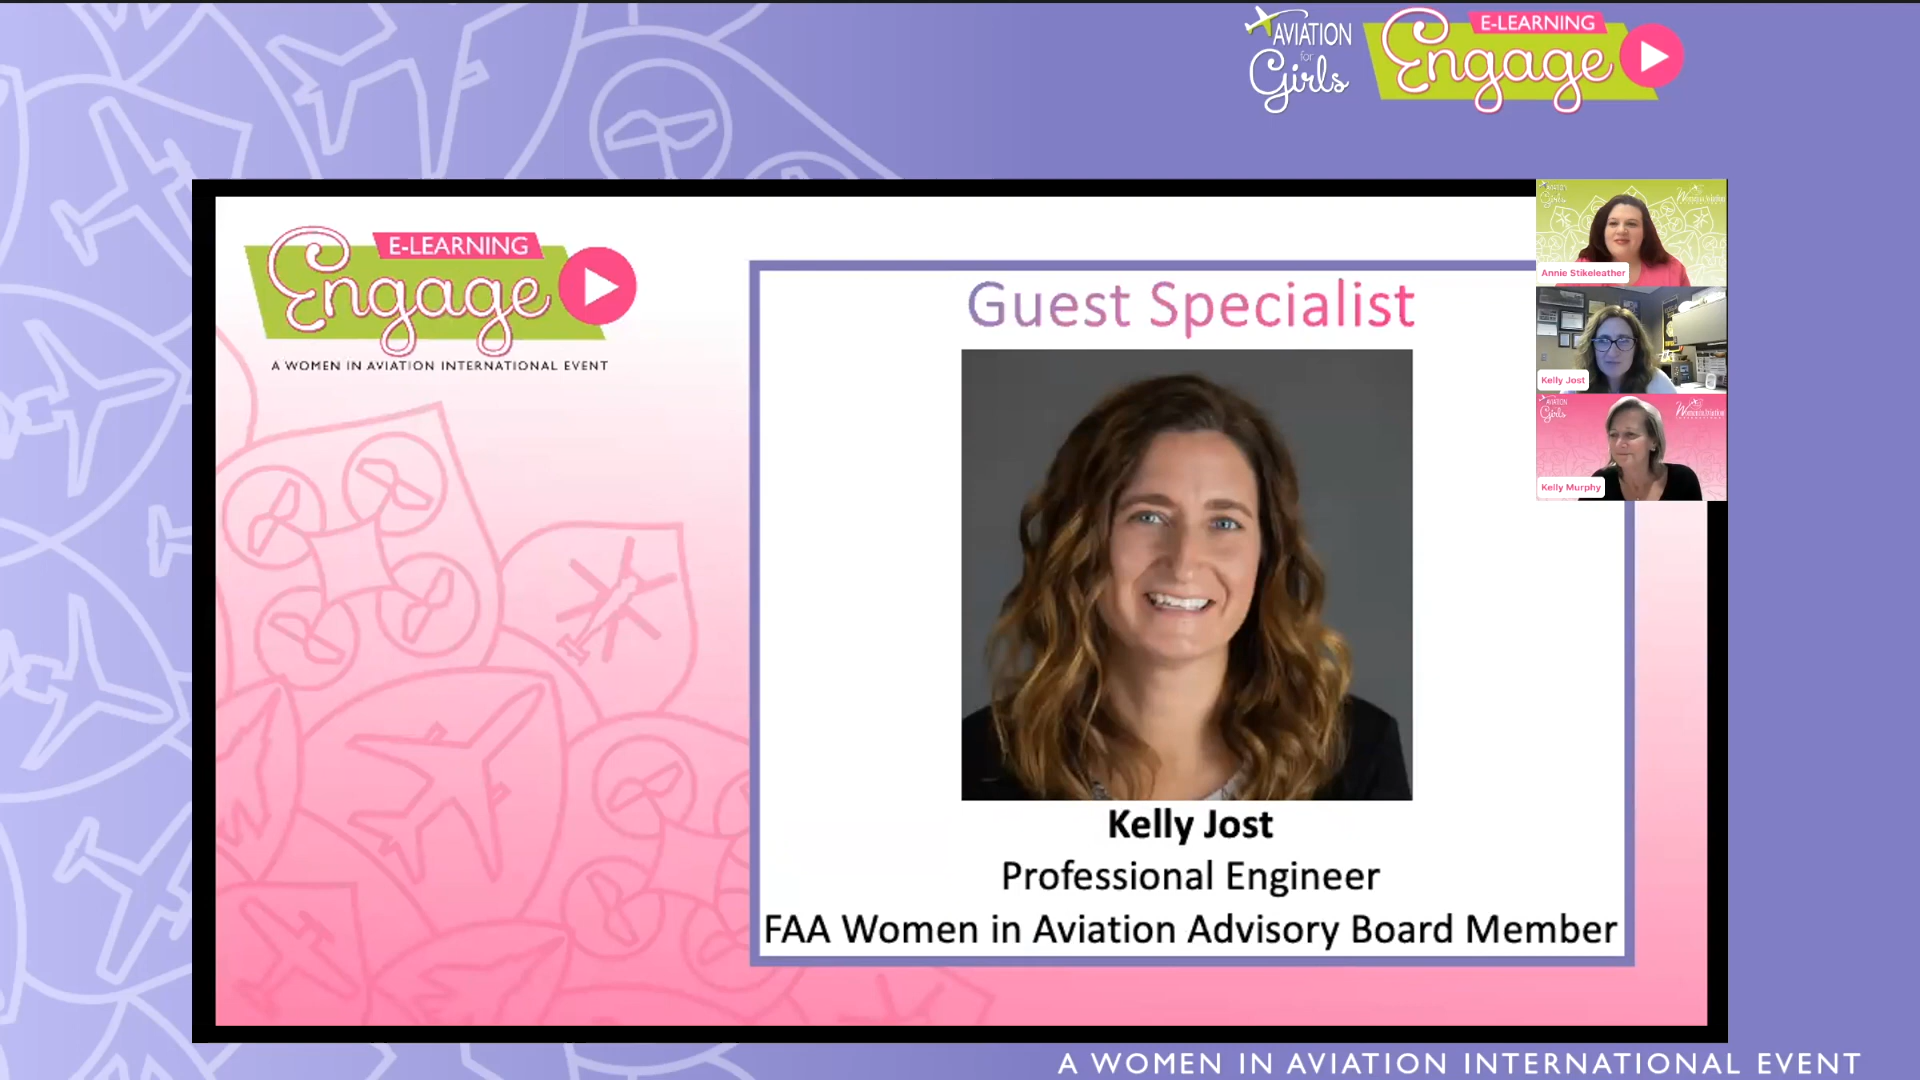 AVIATION
for
Girls
E-LEARNING
Engage
E-LEARNING
Engage
A WOMEN IN AVIATION INTERNATIONAL EVENT
Guest Specialist
Kelly Jost
Professional Engineer
FAA Women in Aviation Advisory Board Member
Annie Stikeleather
Kelly Jost
Kelly Murphy
A WOMEN IN AVIATION INTERNATIONAL EVENT